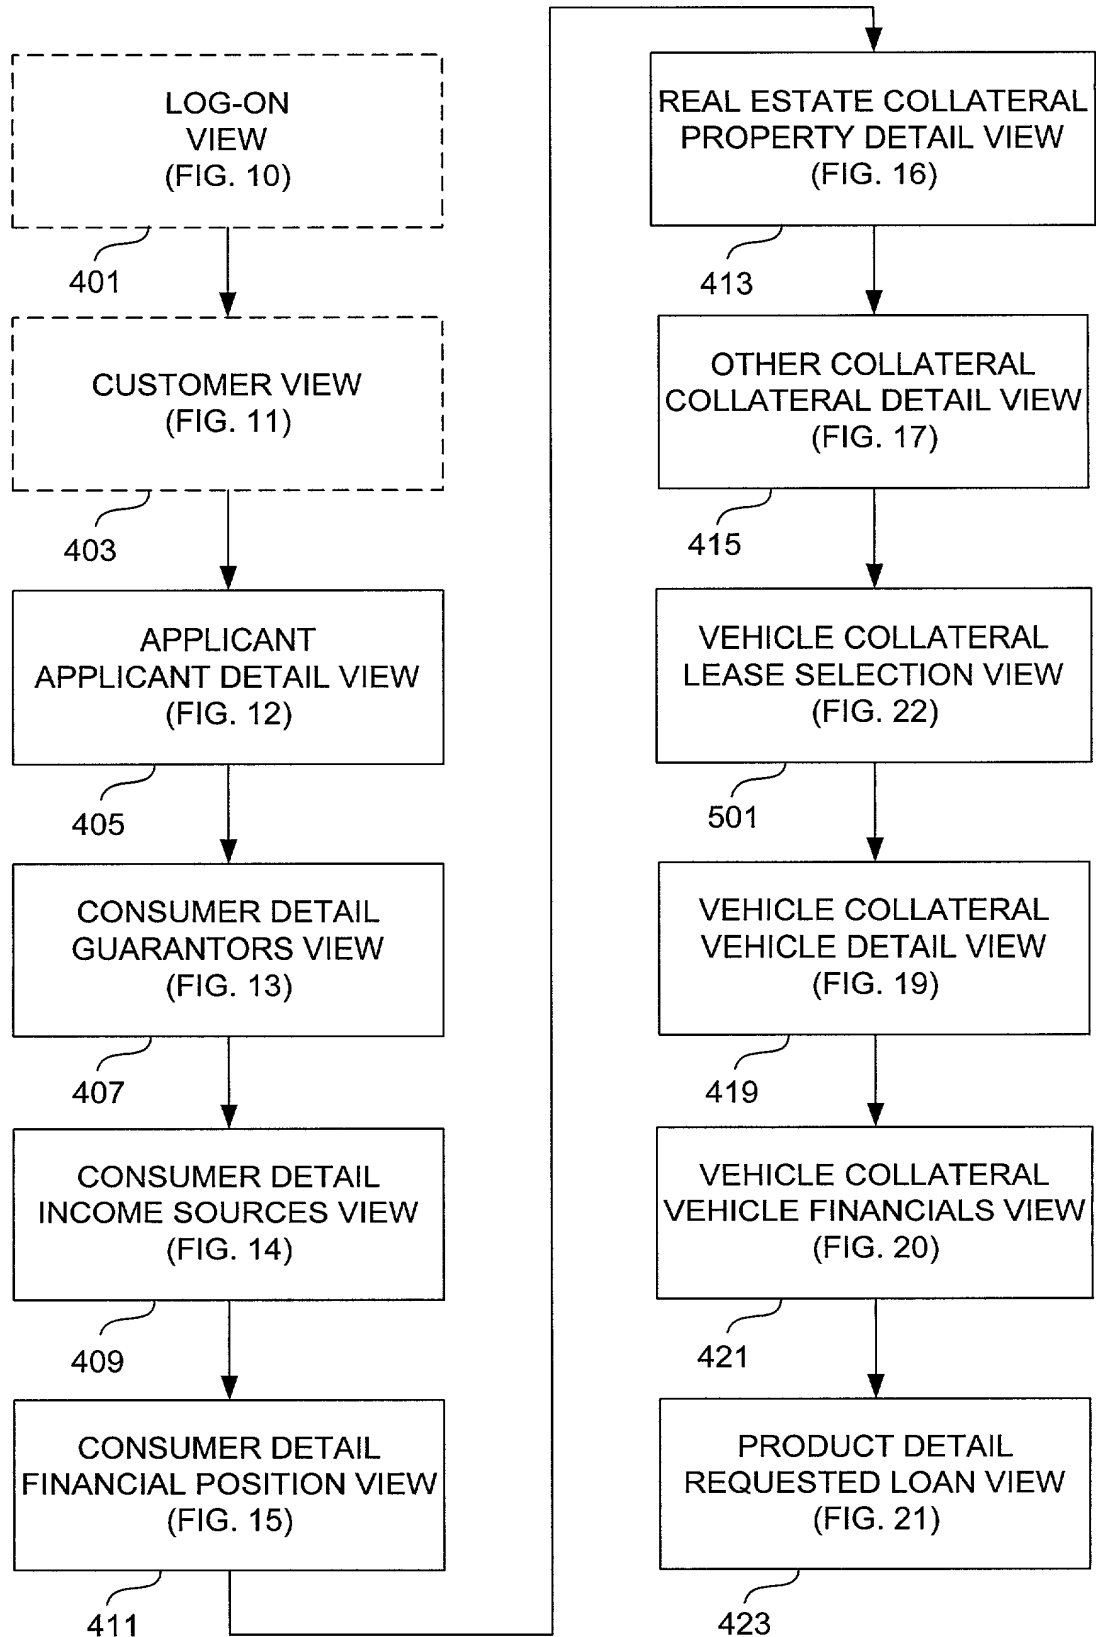 LOG-ON
VIEW
(FIG. 10)
401
CUSTOMER VIEW
(FIG. 11)
403
APPLICANT
APPLICANT DETAIL VIEW
(FIG. 12)
405
CONSUMER DETAIL
GUARANTORS VIEW
(FIG. 13)
407
CONSUMER DETAIL
INCOME SOURCES VIEW
(FIG. 14)
409
CONSUMER DETAIL
FINANCIAL POSITION VIEW
(FIG. 15)
411
REAL ESTATE COLLATERAL
PROPERTY DETAIL VIEW
(FIG. 16)
413
OTHER COLLATERAL
COLLATERAL DETAIL VIEW
(FIG. 17)
415
VEHICLE COLLATERAL
LEASE SELECTION VIEW
(FIG. 22)
501
VEHICLE COLLATERAL
VEHICLE DETAIL VIEW
(FIG. 19)
419
VEHICLE COLLATERAL
VEHICLE FINANCIALS VIEW
(FIG. 20)
421
PRODUCT DETAIL
REQUESTED LOAN VIEW
(FIG. 21)
423